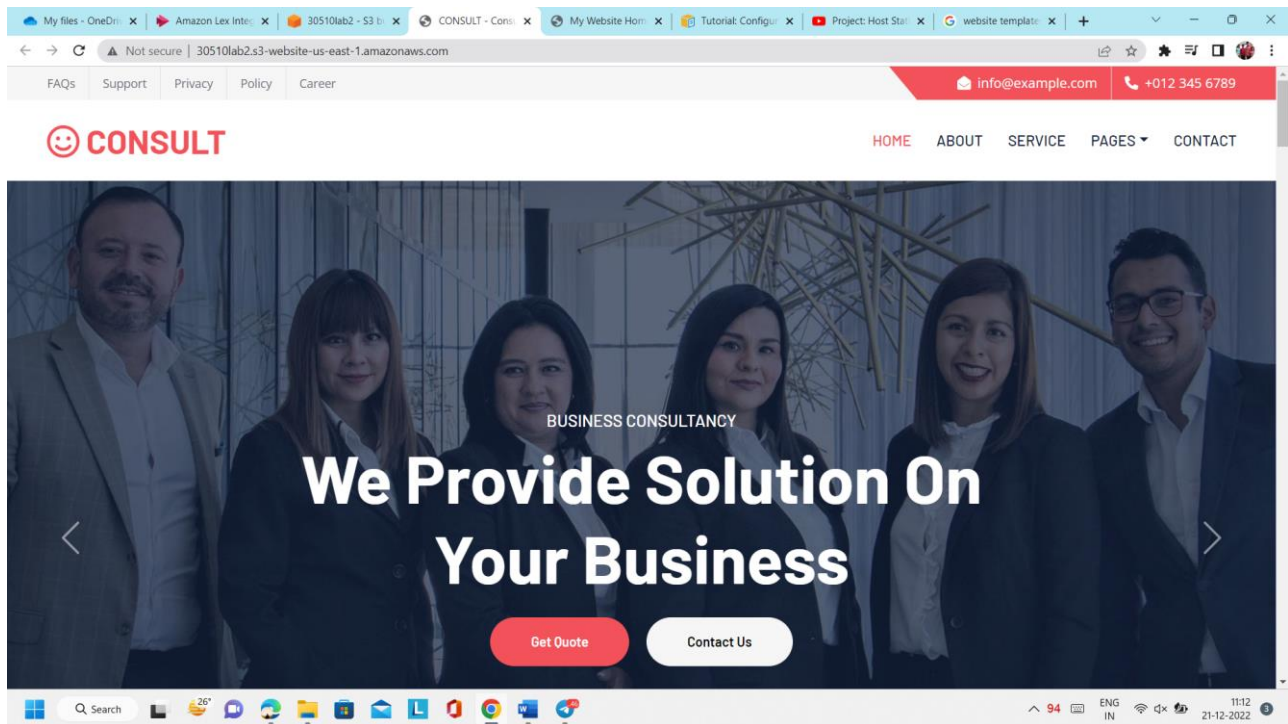 My files - OneDri
Amazon Lex Integ
30510lab2 - S3 b
CONSULT - Cons
My Website Hom
Tutorial: Configur
Project: Host Stat
website template
Not secure | 30510lab2.s3-website-us-east-1.amazonaws.com
FAQs Support Privacy Policy Career
info@example.com +012 345 6789
CONSULT
HOME ABOUT SERVICE PAGES CONTACT
BUSINESS CONSULTANCY
We Provide Solution On
Your Business
Get Quote Contact Us
Search
26°
94
ENG
IN
11:12
21-12-2022
3